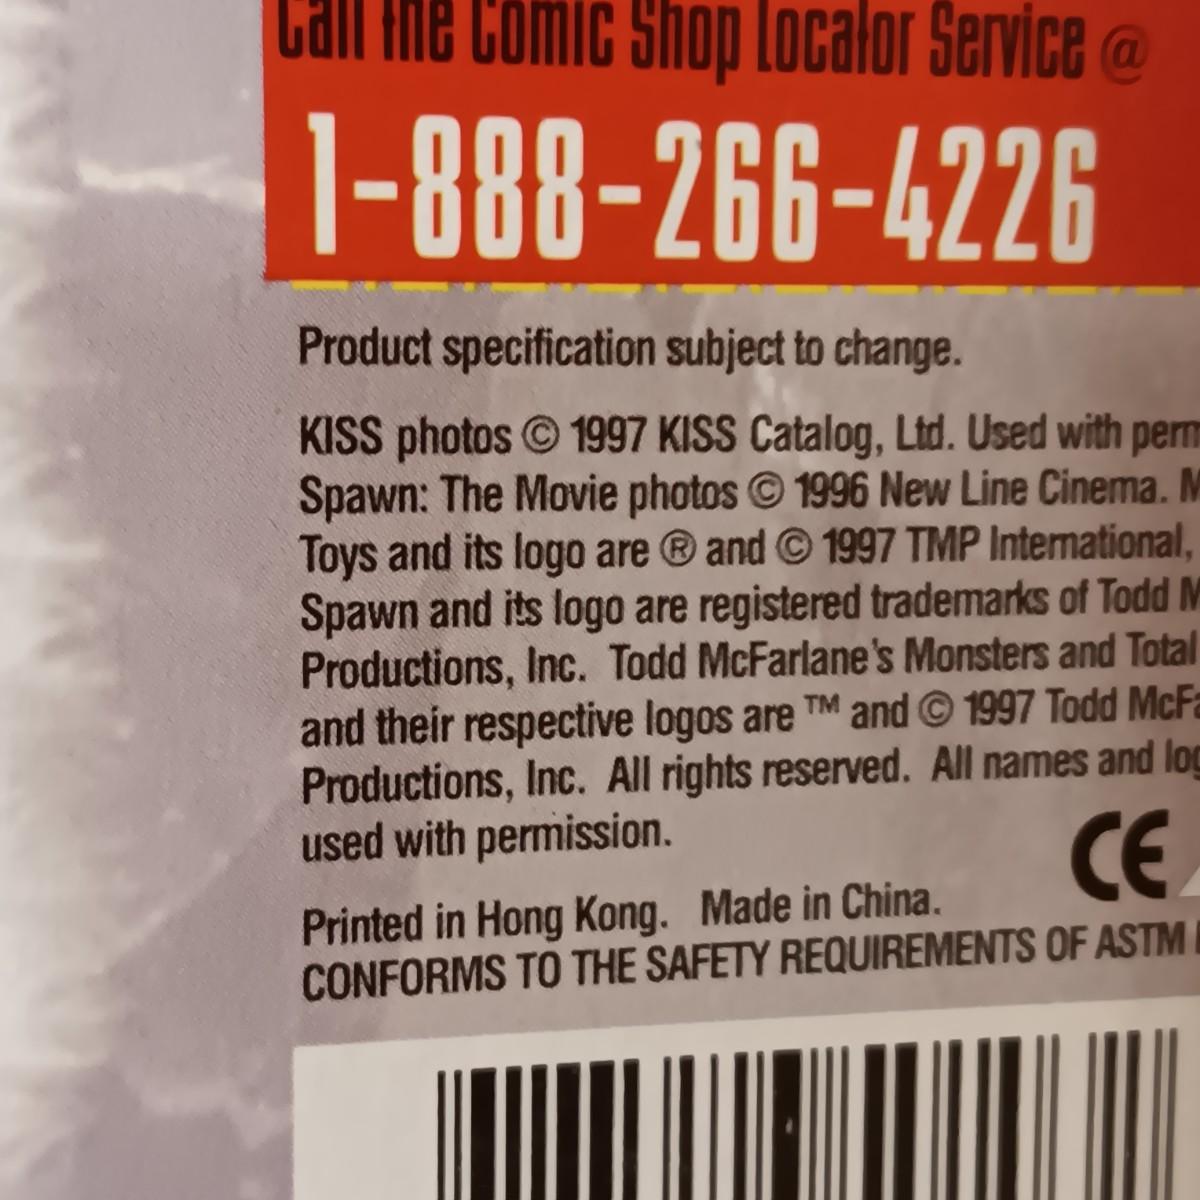 Call the Comic Shop Locator Service @
1-888-266-4226
Product specification subject to change.
KISS photos © 1997 KISS Catalog, Ltd. Used with
Spawn: The Movie photos © 1996 New Line Cinema.
Toys and its logo are ® and © 1997 TMP International,
Spawn and its logo are registered trademarks of Todd
Productions, Inc. Todd McFarlane's Monsters and Total
and their respective logos are ™ and © 1997 Todd
Productions, Inc. All rights reserved. All names and
used with permission.
CE
Printed in Hong Kong. Made in China.
CONFORMS TO THE SAFETY REQUIREMENTS OF ASTM